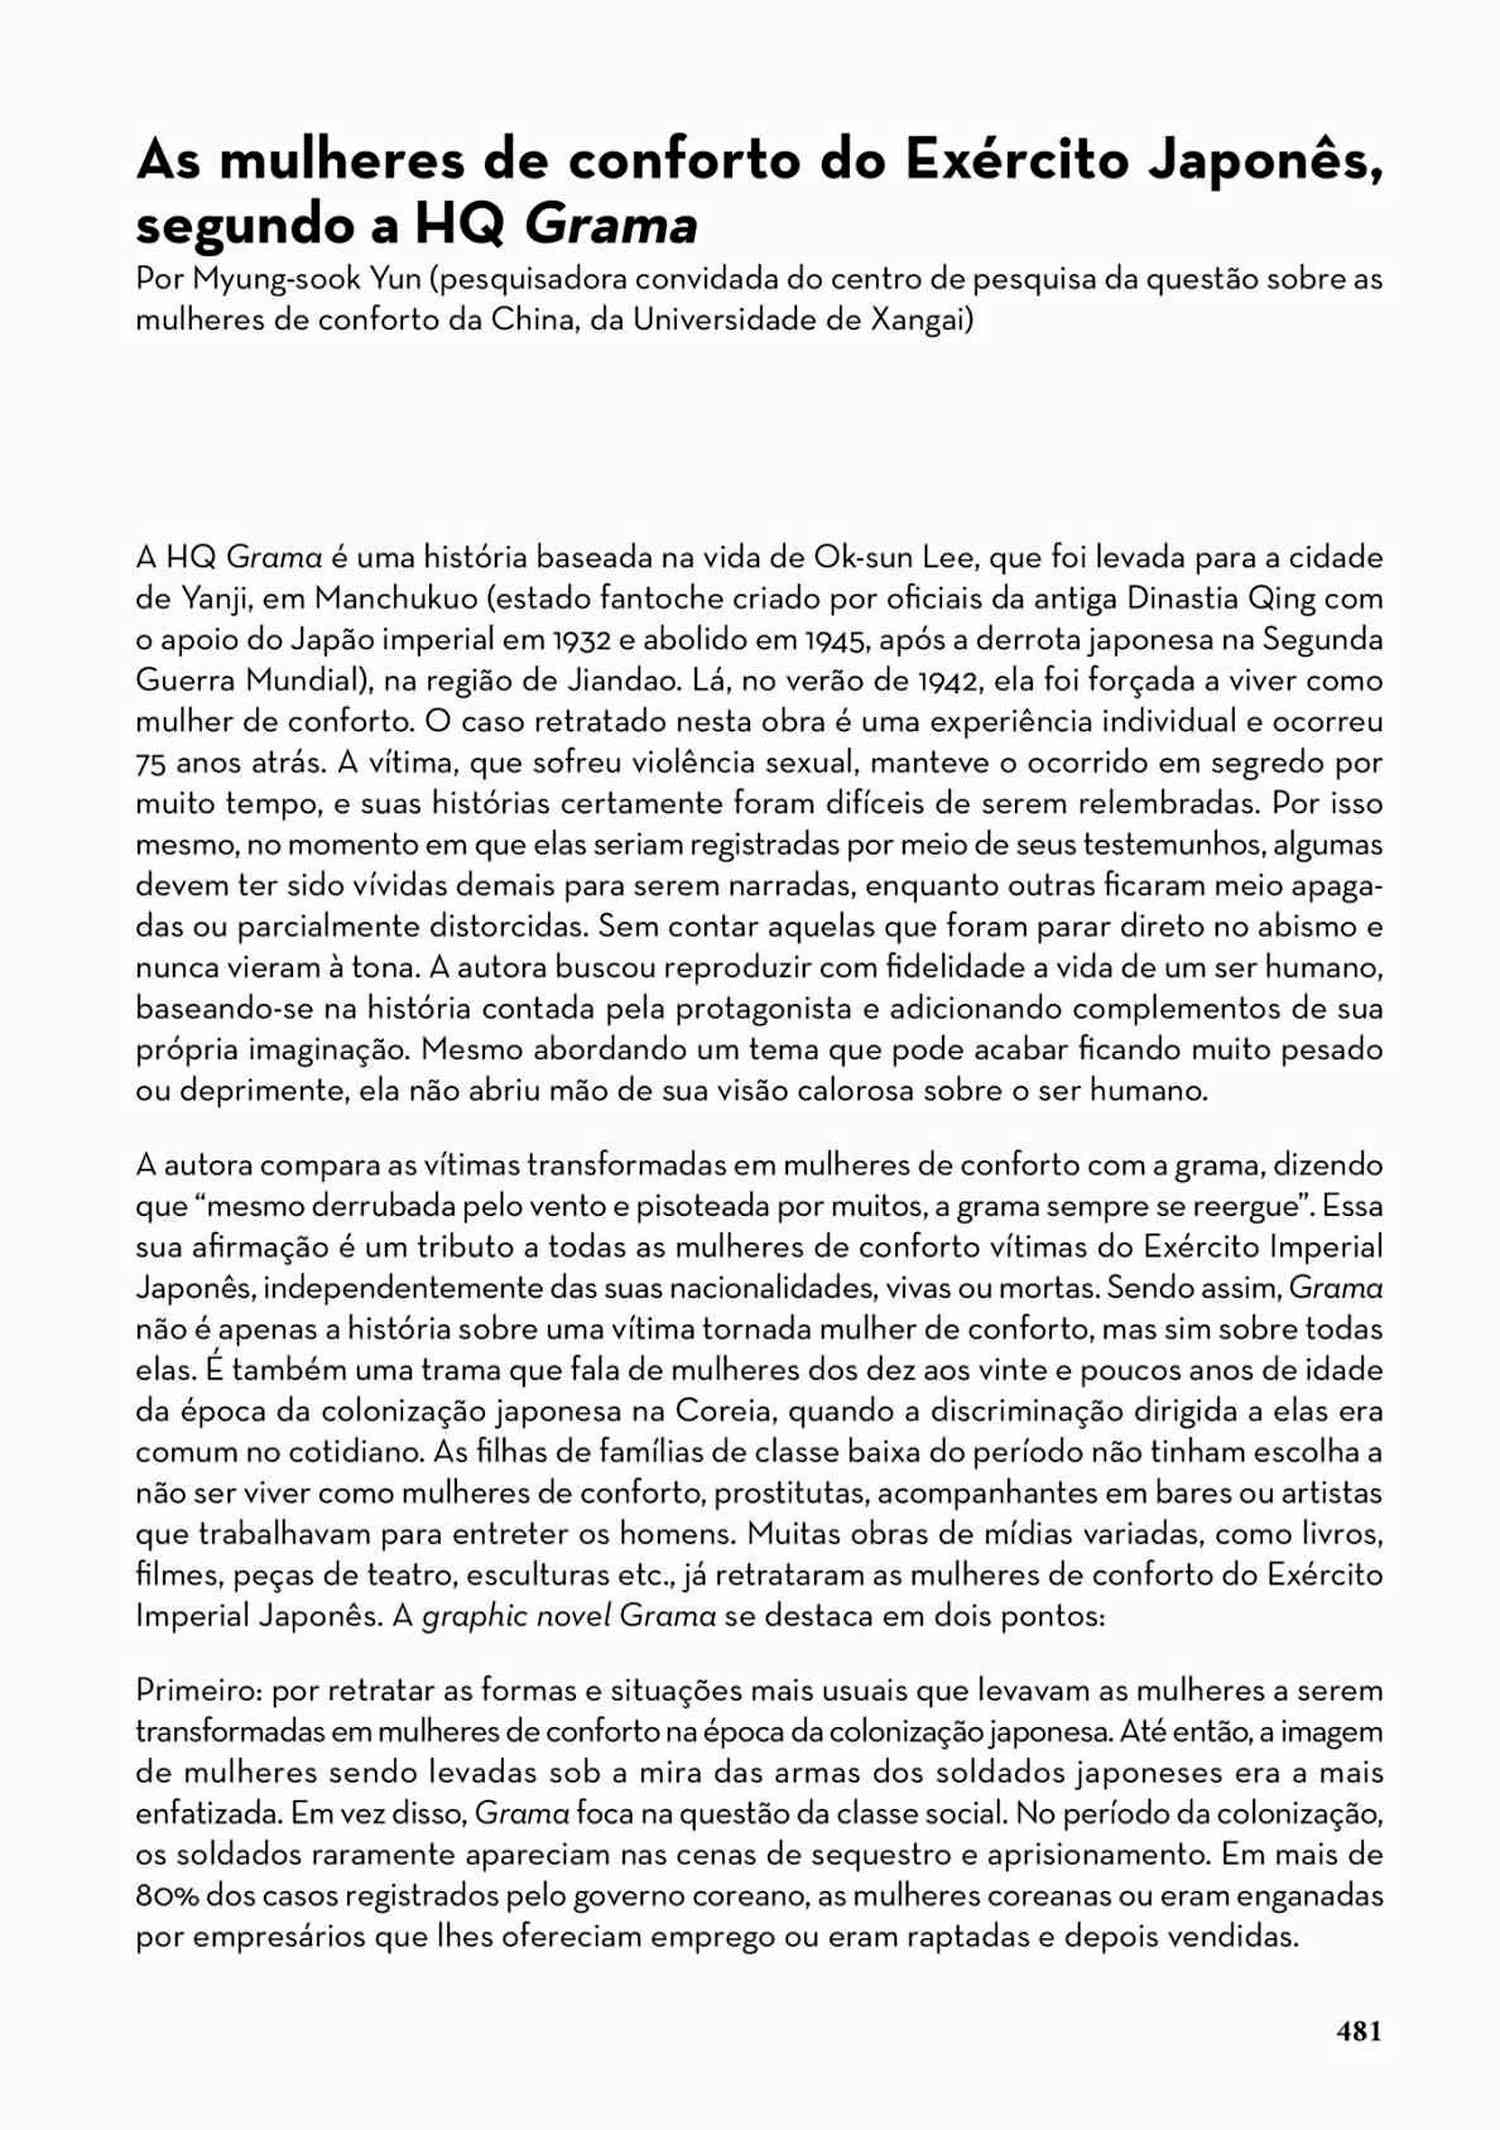 As mulheres de conforto do Exército Japonês,
segundo a HQ Grama
Por Myung-sook Yun (pesquisadora convidada do centro de pesquisa da questão sobre as
mulheres de conforto da China, da Universidade de Xangai)
A HQ Grama é uma história baseada na vida de Ok-sun Lee, que foi levada para a cidade
de Yanji, em Manchukuo (estado fantoche criado por oficiais da antiga Dinastia Qing com
o apoio do Japão imperial em 1932 e abolido em 1945, após a derrota japonesa na Segunda
Guerra Mundial), na região de Jiandao. Lá, no verão de 1942, ela foi forçada a viver como
mulher de conforto. O caso retratado nesta obra é uma experiência individual e ocorreu
75 anos atrás. A vítima, que sofreu violência sexual, manteve o ocorrido em segredo por
muito tempo, e suas histórias certamente foram difíceis de serem relembradas. Por isso
mesmo, no momento em que elas seriam registradas por meio de seus testemunhos, algumas
devem ter sido vívidas demais para serem narradas, enquanto outras ficaram meio apaga-
das ou parcialmente distorcidas. Sem contar aquelas que foram parar direto no abismo e
nunca vieram à tona. A autora buscou reproduzir com fidelidade a vida de um ser humano,
baseando-se na história contada pela protagonista e adicionando complementos de sua
própria imaginação. Mesmo abordando um tema que pode acabar ficando muito pesado
ou deprimente, ela não abriu mão de sua visão calorosa sobre o ser humano.
A autora compara as vítimas transformadas em mulheres de conforto com a grama, dizendo
que “mesmo derrubada pelo vento e pisoteada por muitos, a grama sempre se reergue”. Essa
sua afirmação é um tributo a todas as mulheres de conforto vítimas do Exército Imperial
Japonês, independentemente das suas nacionalidades, vivas ou mortas. Sendo assim, Grama
não é apenas a história sobre uma vítima tornada mulher de conforto, mas sim sobre todas
elas. É também uma trama que fala de mulheres dos dez aos vinte e poucos anos de idade
da época da colonização japonesa na Coreia, quando a discriminação dirigida a elas era
comum no cotidiano. As filhas de famílias de classe baixa do período não tinham escolha a
não ser viver como mulheres de conforto, prostitutas, acompanhantes em bares ou artistas
que trabalhavam para entreter os homens. Muitas obras de mídias variadas, como livros,
filmes, peças de teatro, esculturas etc., já retrataram as mulheres de conforto do Exército
Imperial Japonês. A graphic novel Grama se destaca em dois pontos:
Primeiro: por retratar as formas e situações mais usuais que levavam as mulheres a serem
transformadas em mulheres de conforto na época da colonização japonesa. Até então, a imagem
de mulheres sendo levadas sob a mira das armas dos soldados japoneses era a mais
enfatizada. Em vez disso, Grama foca na questão da classe social. No período da colonização,
os soldados raramente apareciam nas cenas de sequestro e aprisionamento. Em mais de
80% dos casos registrados pelo governo coreano, as mulheres coreanas ou eram enganadas
por empresários que lhes ofereciam emprego ou eram raptadas e depois vendidas.
481